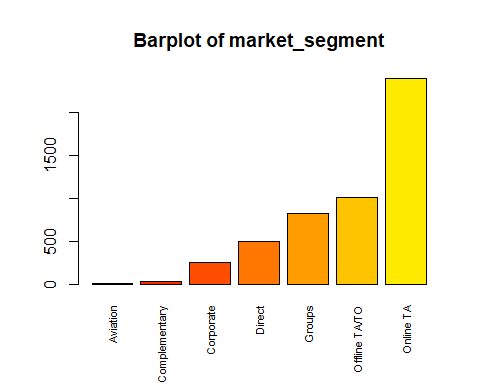 Barplot of market_segment
1500
500
0
Aviation
Complementary
Corporate
Direct
Groups
Offline TA/TO
Online TA